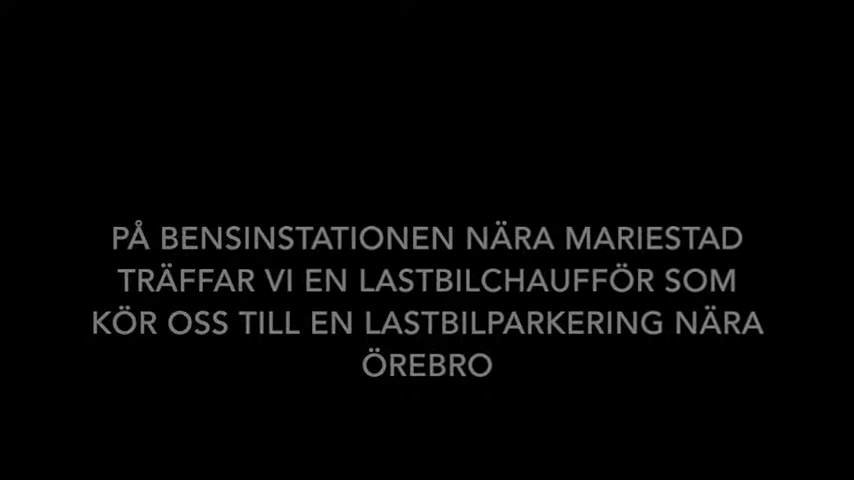 PÅ BENSINSTATIONEN NÄRA MARIESTAD
TRÄFFAR VI EN LASTBILCHAUFFÖR SOM
KÖR OSS TILL EN LASTBILPARKERING NÄRA
ÖREBRO